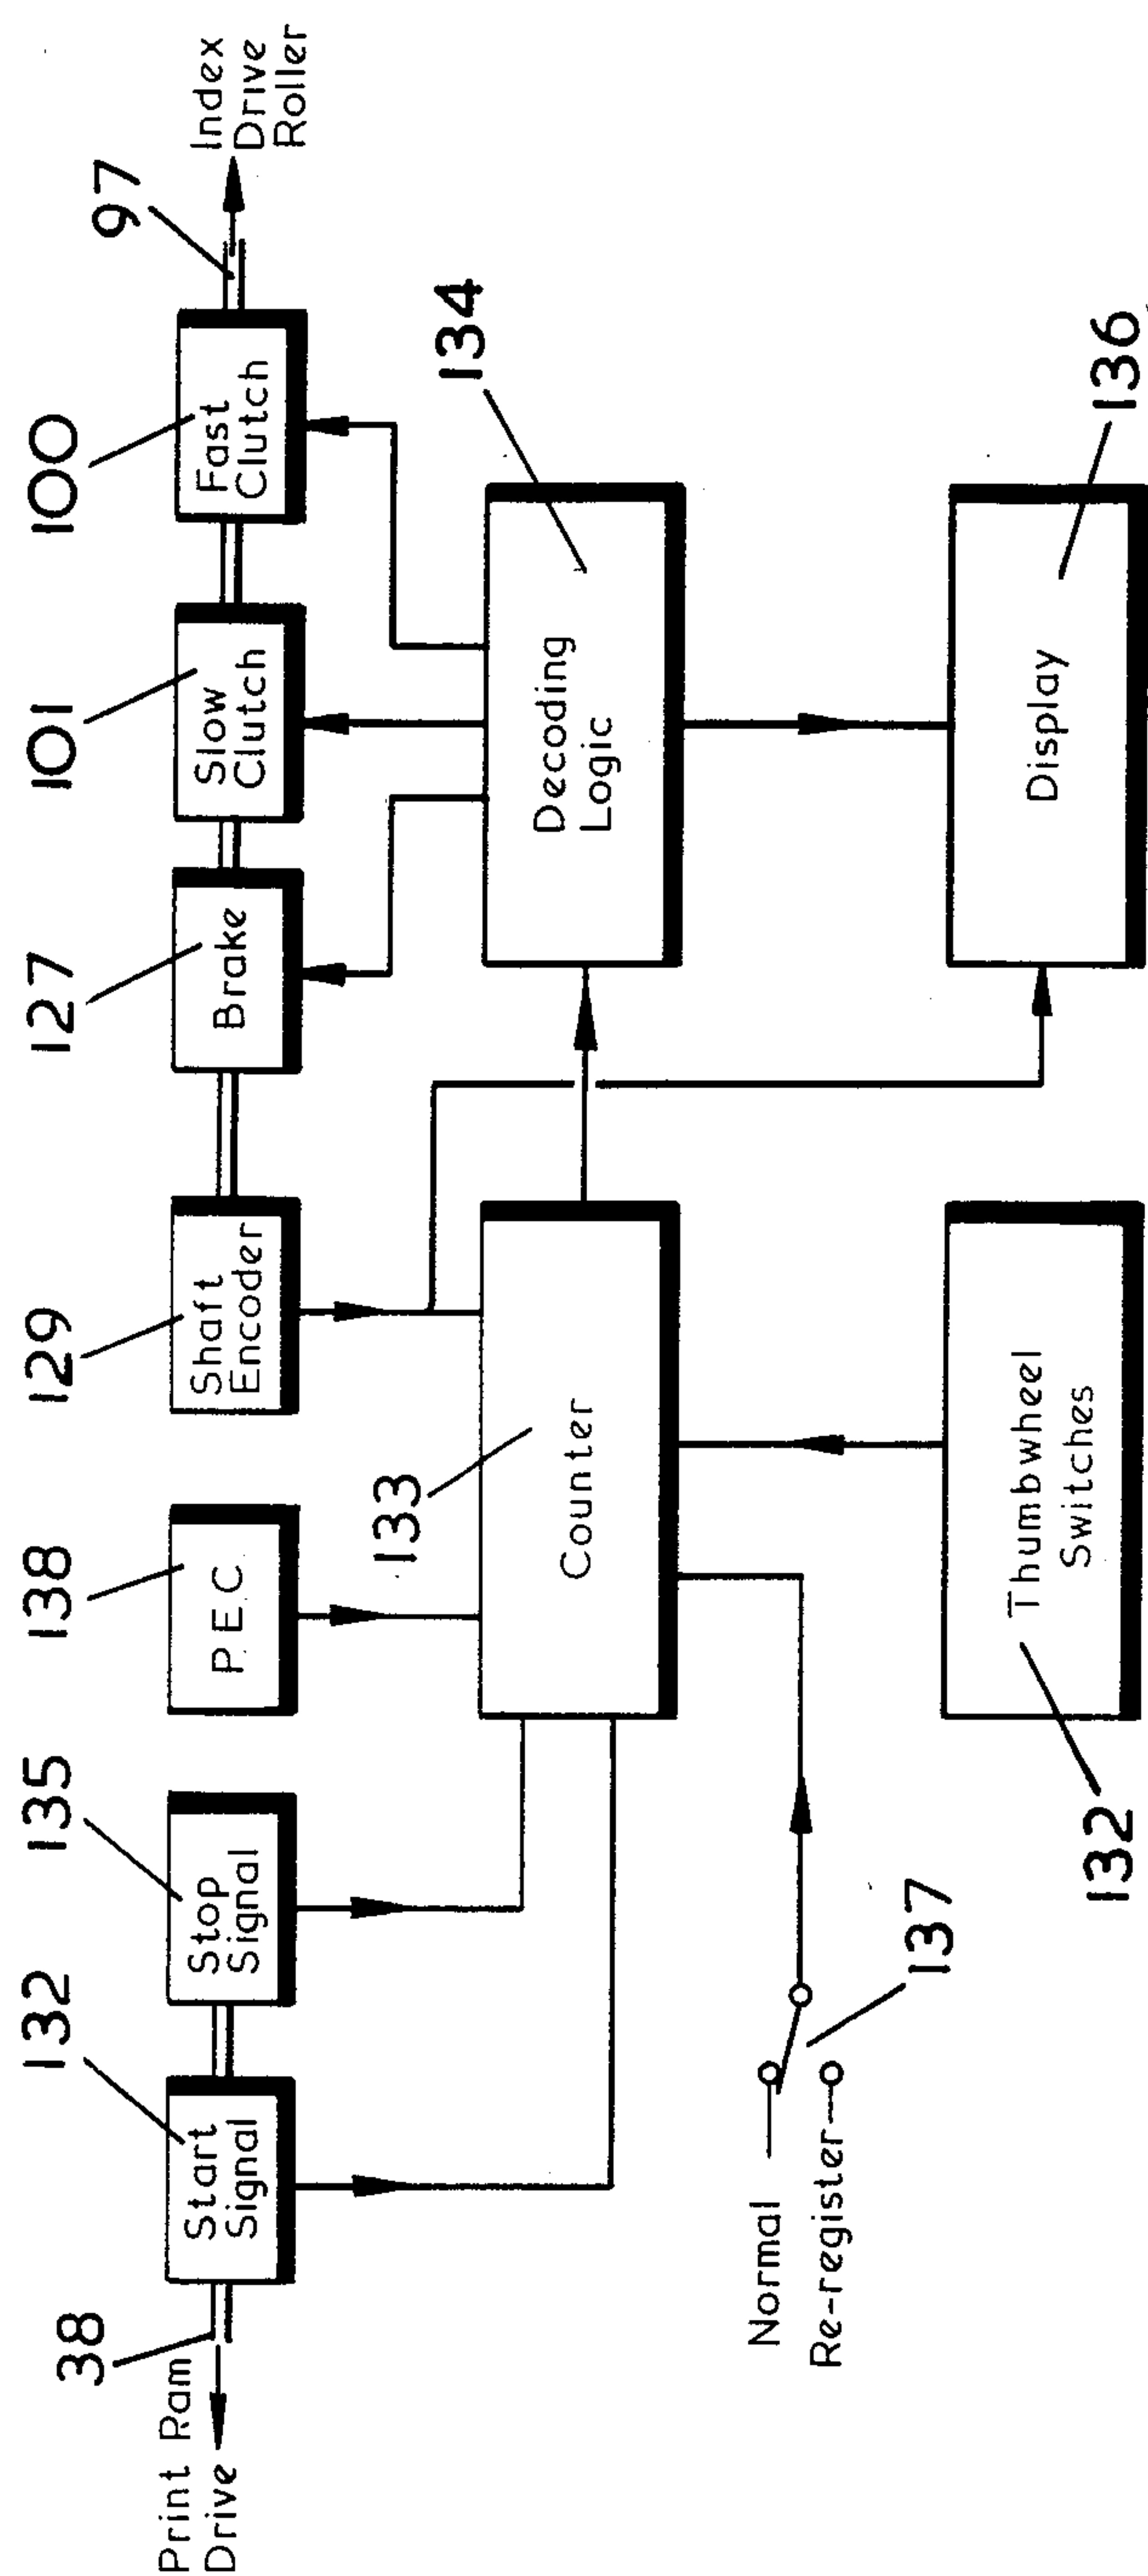 38
132
135
138
129
127
101
100
97
Print Ram
Drive
Start
Signal
Stop
Signal
P.E.C
Shaft
Encoder
Brake
Slow
Clutch
Fast
Clutch
Index
Drive
Roller
133
134
Counter
Decoding
Logic
Normal
Re-register
137
132
Thumbwheel
Switches
Display
136